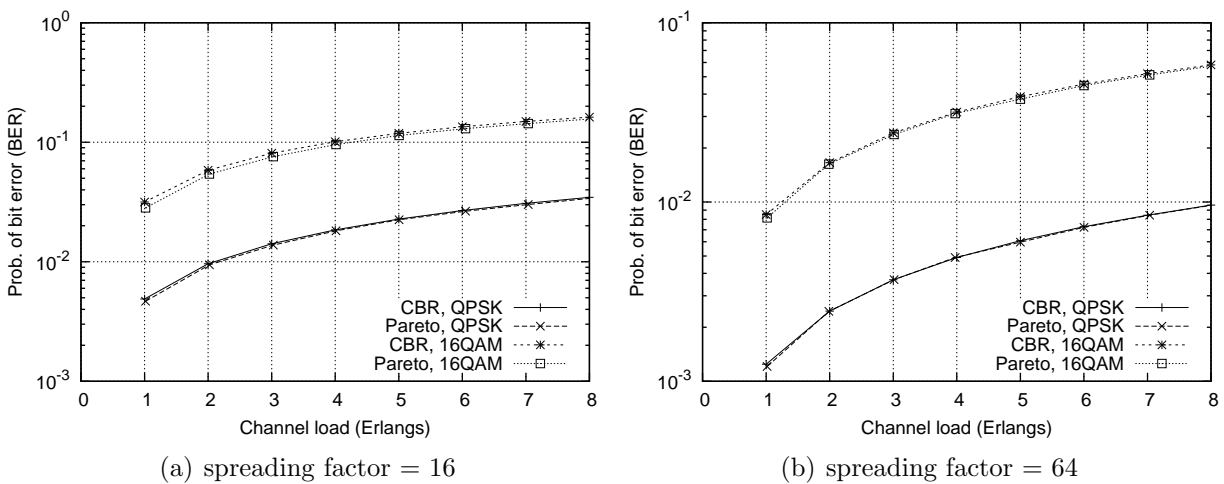 10^0
10^-1
10^-2
10^-3
Prob. of bit error (BER)
CBR, QPSK
Pareto, QPSK
CBR, 16QAM
Pareto, 16QAM
0 1 2 3 4 5 6 7 8
Channel load (Erlangs)
(a) spreading factor = 16
10^-1
10^-2
10^-3
Prob. of bit error (BER)
CBR, QPSK
Pareto, QPSK
CBR, 16QAM
Pareto, 16QAM
0 1 2 3 4 5 6 7 8
Channel load (Erlangs)
(b) spreading factor = 64